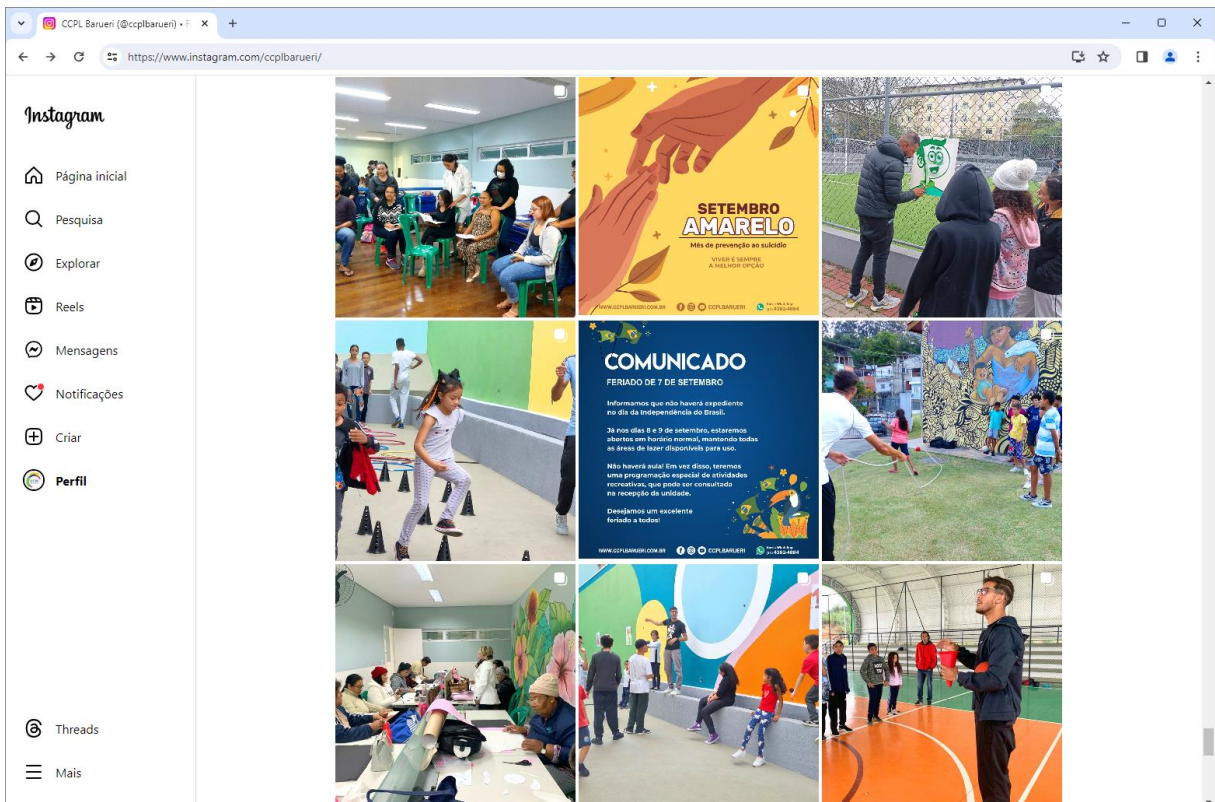 CCPL Barueri (@ccplbarueri) • F
https://www.instagram.com/ccplbarueri/
Instagram
Página inicial
Pesquisa
Explorar
Reels
Mensagens
Notificações
Criar
Perfil
Threads
Mais
SETEMBRO
AMARELO
Mês de prevenção ao suicídio
VIVER É SEMPRE
A MELHOR OPÇÃO
WWW.CCPLBARUERI.COM.BR CCPLBARUERI
COMUNICADO
FERIADO DE 7 DE SETEMBRO
Informamos que não haverá expediente
no dia da Independência do Brasil.
Já nos dias 8 e 9 de setembro, estaremos
abertos em horário normal, mantendo todas
as áreas de lazer disponíveis para uso.
Não haverá aula! Em vez disso, teremos
uma programação especial de atividades
recreativas, que pode ser consultada
na recepção da unidade.
Desejamos um excelente
feriado a todos!
WWW.CCPLBARUERI.COM.BR CCPLBARUERI